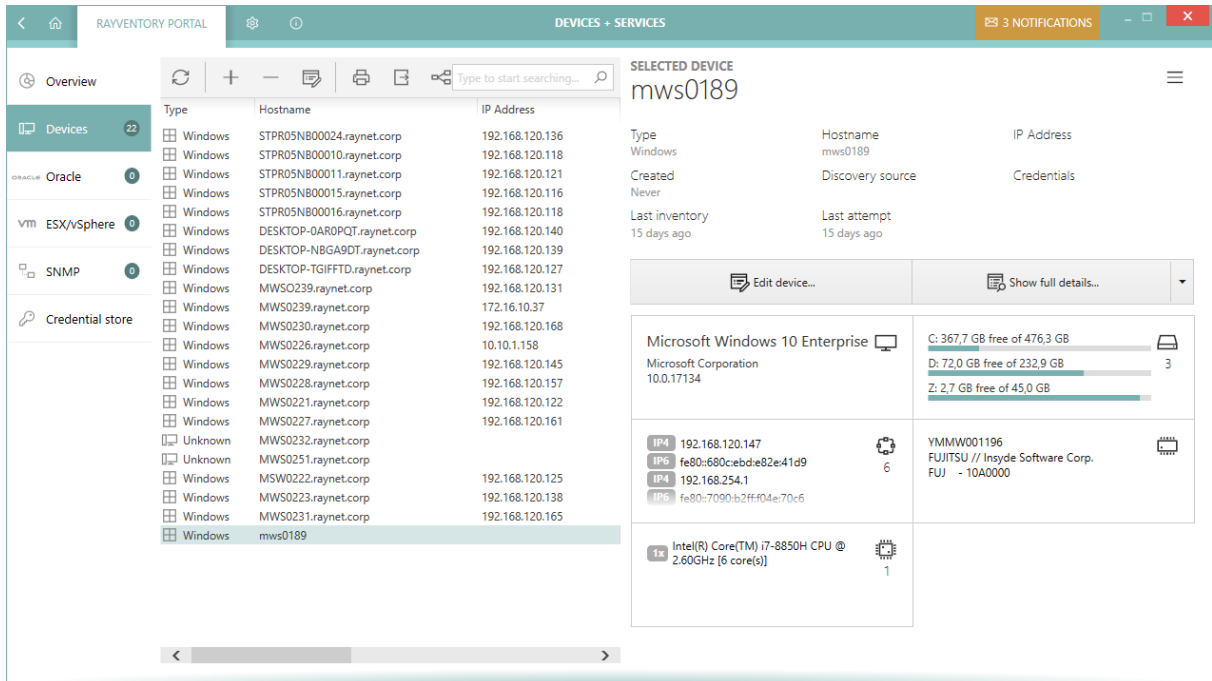 RAYVENTORY PORTAL
DEVICES + SERVICES
3 NOTIFICATIONS
Overview
Devices 22
ORACLE Oracle 0
vm ESX/vSphere 0
SNMP 0
Credential store
Type to start searching...
Type Hostname IP Address
Windows STPR05NB00024.raynet.corp 192.168.120.136
Windows STPR05NB00010.raynet.corp 192.168.120.118
Windows STPR05NB00011.raynet.corp 192.168.120.121
Windows STPR05NB00015.raynet.corp 192.168.120.116
Windows STPR05NB00016.raynet.corp 192.168.120.118
Windows DESKTOP-0AR0PQT.raynet.corp 192.168.120.140
Windows DESKTOP-NBGA9DT.raynet.corp 192.168.120.139
Windows DESKTOP-TGIFFTD.raynet.corp 192.168.120.127
Windows MWSO239.raynet.corp 192.168.120.131
Windows MWS0239.raynet.corp 172.16.10.37
Windows MWS0230.raynet.corp 192.168.120.168
Windows MWS0226.raynet.corp 10.10.1.158
Windows MWS0229.raynet.corp 192.168.120.145
Windows MWS0228.raynet.corp 192.168.120.157
Windows MWS0221.raynet.corp 192.168.120.122
Windows MWS0227.raynet.corp 192.168.120.161
Unknown MWS0232.raynet.corp
Unknown MWS0251.raynet.corp
Windows MSW0222.raynet.corp 192.168.120.125
Windows MWS0223.raynet.corp 192.168.120.138
Windows MWS0231.raynet.corp 192.168.120.165
Windows mws0189
SELECTED DEVICE
mws0189
Type Hostname IP Address
Windows mws0189
Created Discovery source Credentials
Never
Last inventory Last attempt
15 days ago 15 days ago
Edit device... Show full details...
Microsoft Windows 10 Enterprise
Microsoft Corporation
10.0.17134
C: 367,7 GB free of 476,3 GB
D: 72,0 GB free of 232,9 GB
3
Z: 2,7 GB free of 45,0 GB
IP4 192.168.120.147
IP6 fe80::680c:ebd:e82e:41d9
6
IP4 192.168.254.1
IP6 fe80::7090:b2ff:f04e:70c6
YMMW001196
FUJITSU // Insyde Software Corp.
FUJ - 10A0000
1x Intel(R) Core(TM) i7-8850H CPU @
2.60GHz [6 core(s)]
1